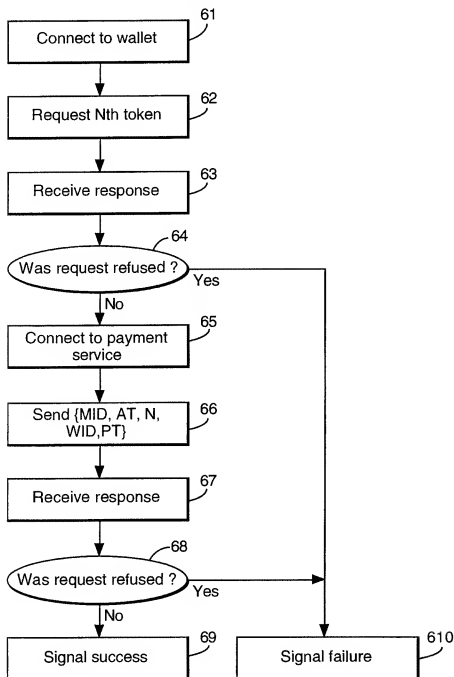 61
Connect to wallet
62
Request Nth token
63
Receive response
64
Was request refused ?
Yes
No
65
Connect to payment
service
66
Send {MID, AT, N,
WID,PT}
67
Receive response
68
Was request refused ?
Yes
No
69
Signal success
610
Signal failure